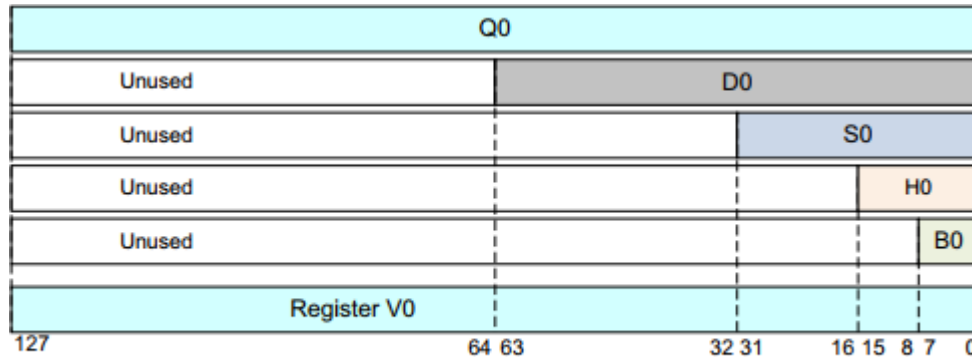 Q0
Unused D0
Unused S0
Unused H0
Unused B0
Register V0
127 64 63 32 31 16 15 8 7 0